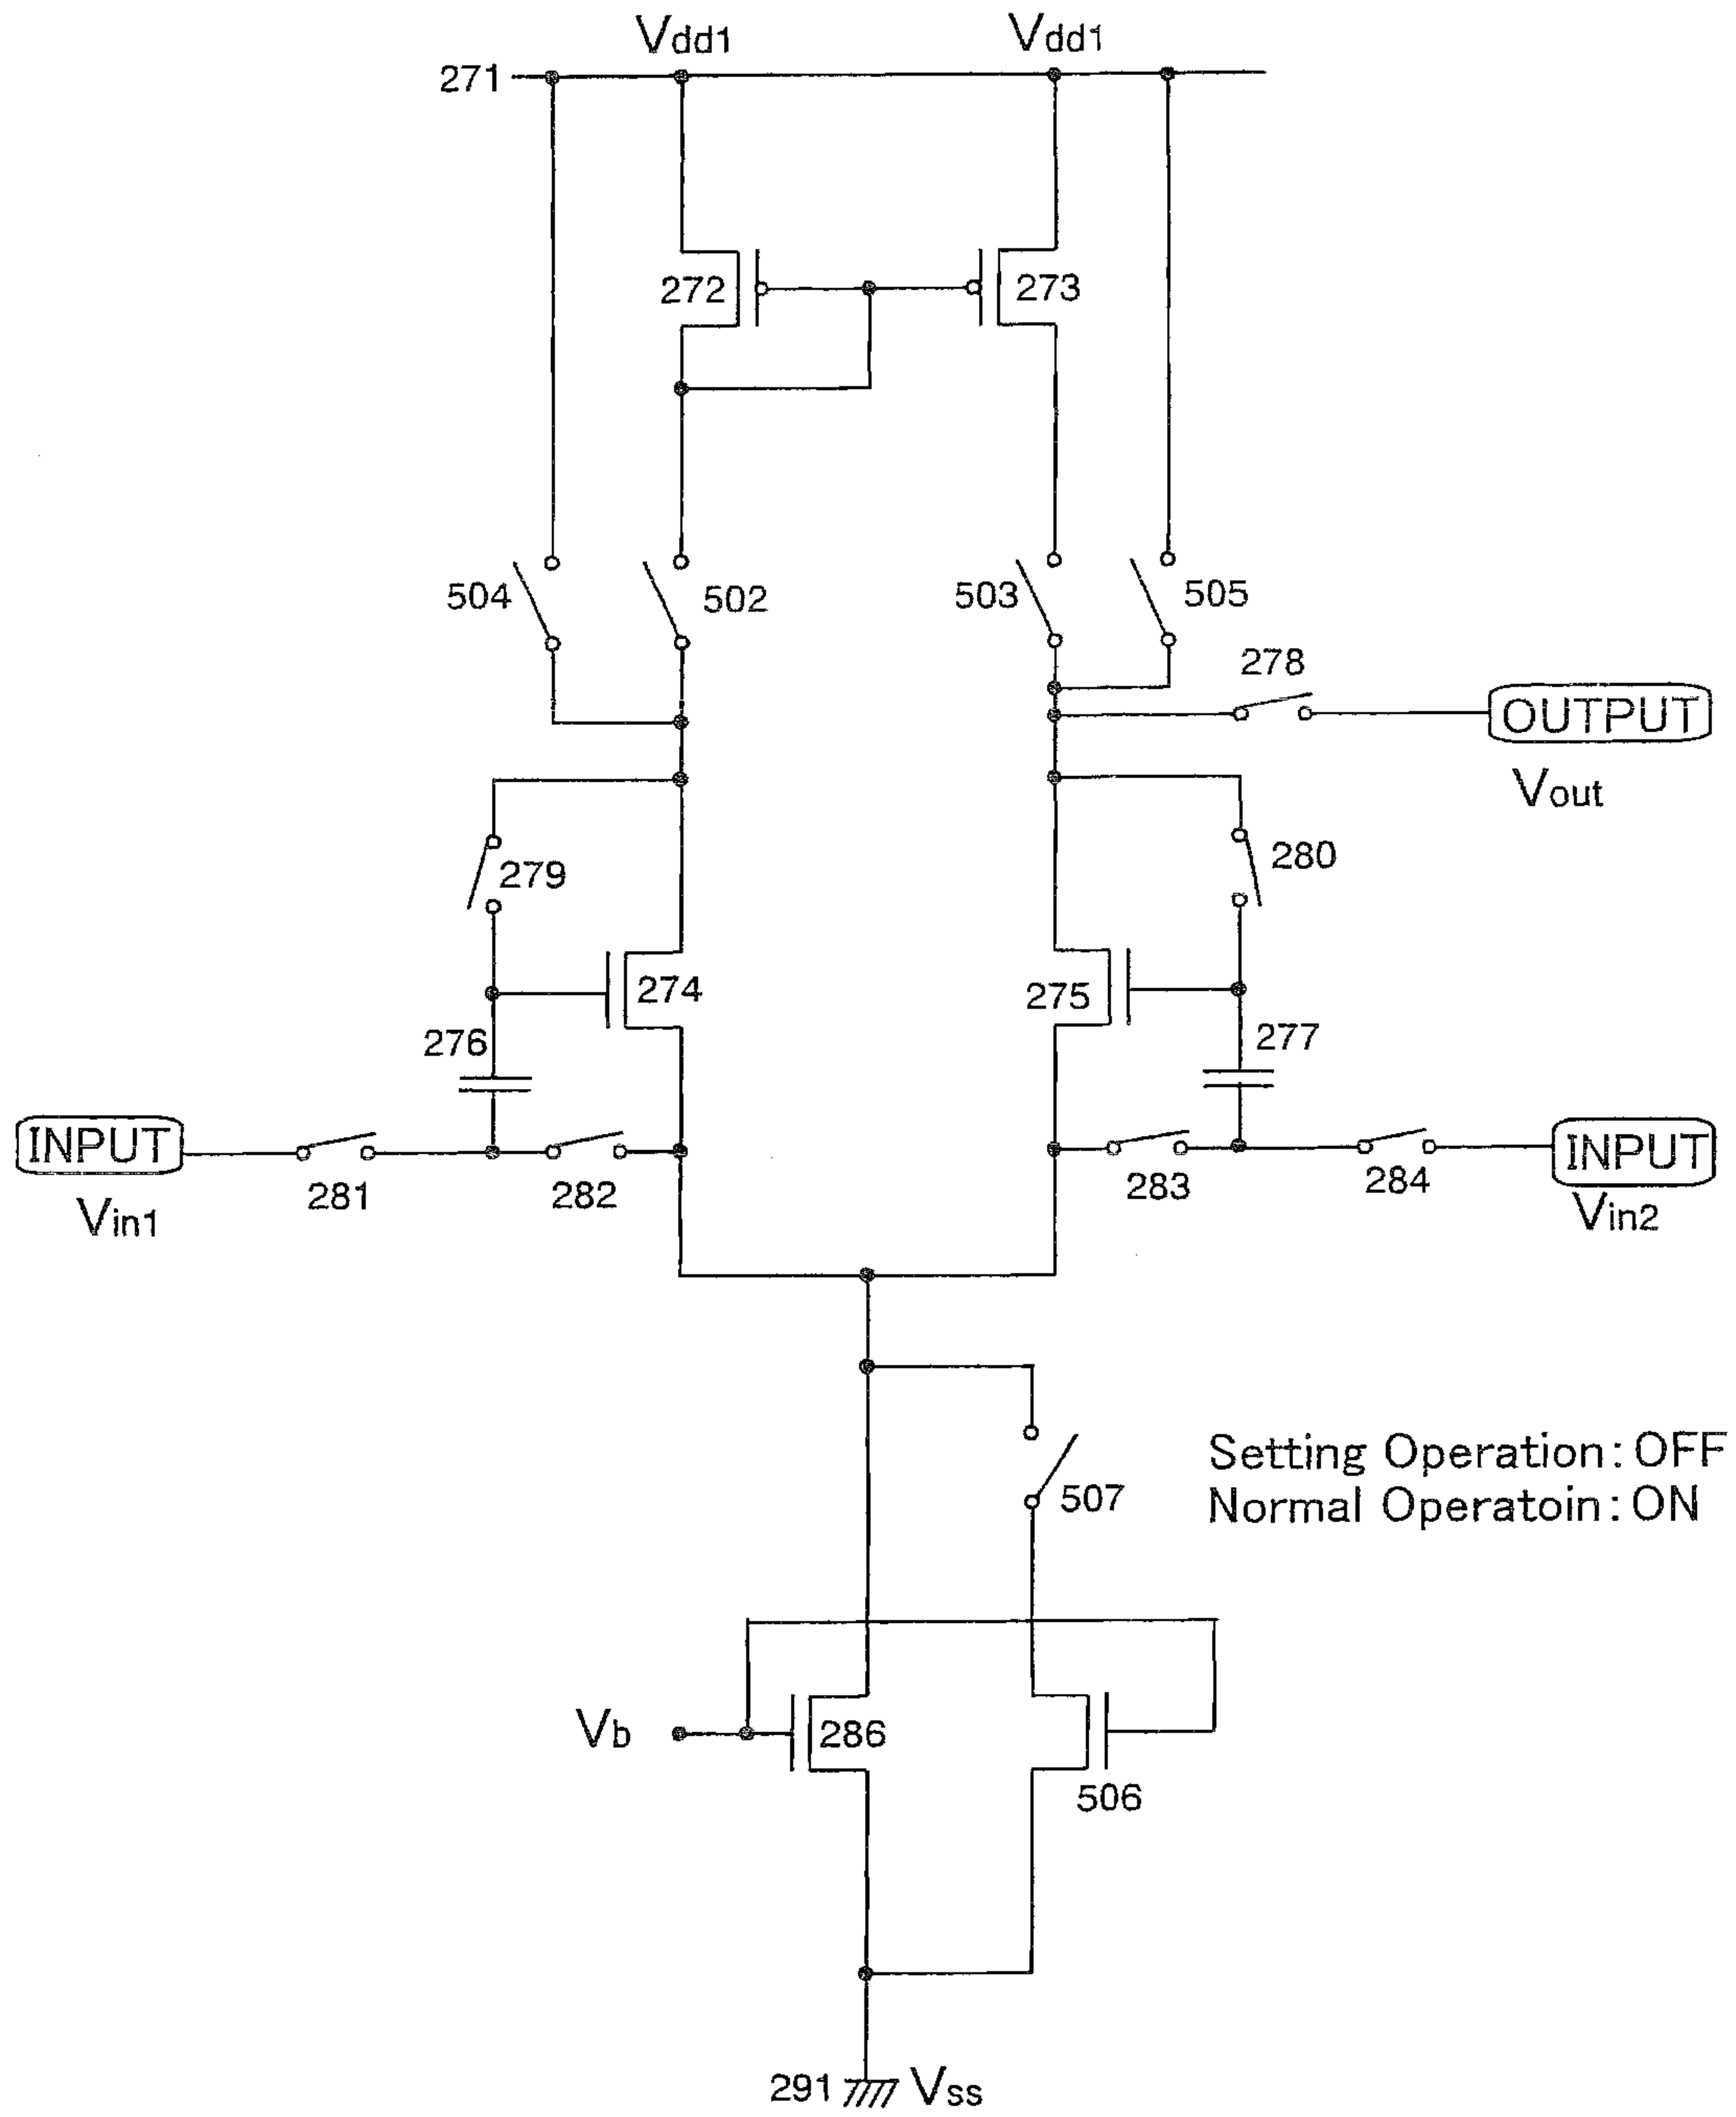 Vdd1 Vdd1
271
272 273
504 502 503 505
278
OUTPUT
Vout
279 280
274 275
276 277
INPUT INPUT
281 282 283 284
Vin1 Vin2
Setting Operation: OFF
507
Normal Operatoin: ON
Vb 286
506
291 Vss